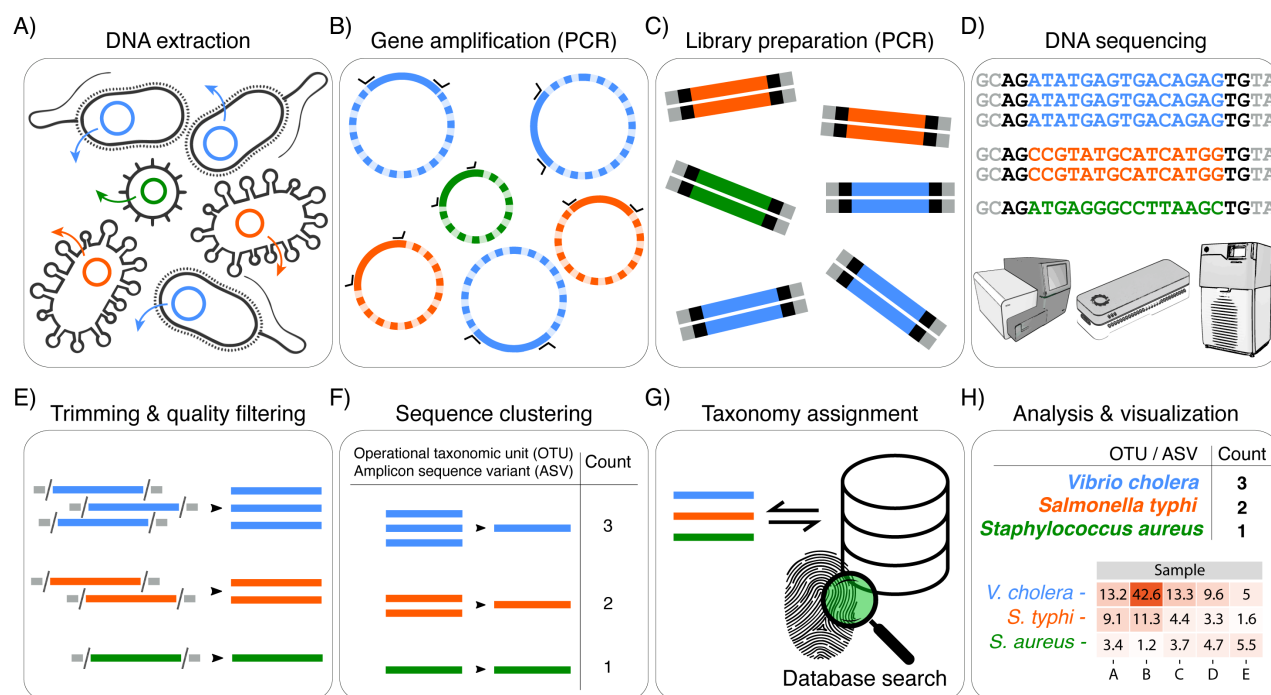 A)
DNA extraction
B)
Gene amplification (PCR)
C)
Library preparation (PCR)
D)
DNA sequencing
GCAGATATGAGTGACAGAGTGTA
GCAGATATGAGTGACAGAGTGTA
GCAGATATGAGTGACAGAGTGTA
GCAGCCGTATGCATCATGGTGTA
GCAGCCGTATGCATCATGGTGTA
GCAGATGAGGGCCTTAAGCTGTA
E)
Trimming & quality filtering
F)
Sequence clustering
Operational taxonomic unit (OTU)
Amplicon sequence variant (ASV)
Count
3
2
1
G)
Taxonomy assignment
Database search
H)
Analysis & visualization
OTU / ASV Count
Vibrio cholera 3
Salmonella typhi 2
Staphylococcus aureus 1
Sample
V. cholera - 13.2 42.6 13.3 9.6 5
S. typhi - 9.1 11.3 4.4 3.3 1.6
S. aureus - 3.4 1.2 3.7 4.7 5.5
A B C D E